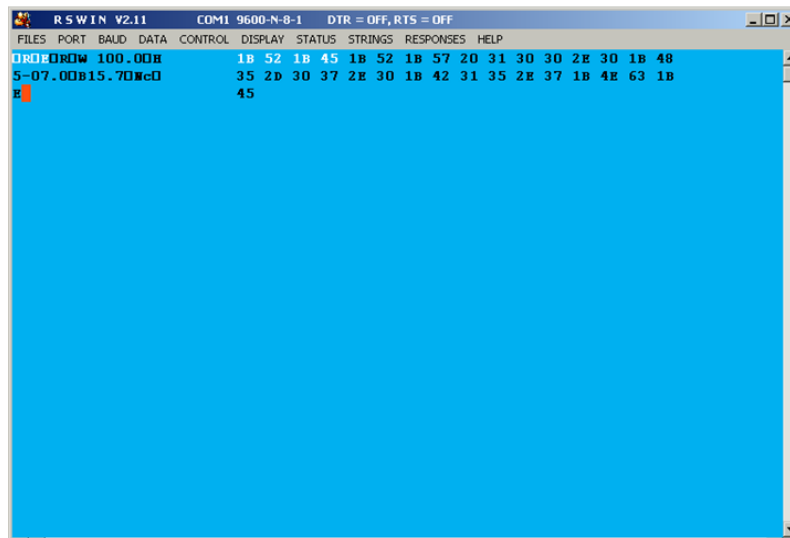 RSWIN V2.11 COM1 9600-N-8-1 DTR = OFF, RTS = OFF
FILES PORT BAUD DATA CONTROL DISPLAY STATUS STRINGS RESPONSES HELP
□R□E□R□W 100.0□H 1B 52 1B 45 1B 52 1B 57 20 31 30 30 2E 30 1B 48
5-07.0□B15.7□Nc□ 35 2D 30 37 2E 30 1B 42 31 35 2E 37 1B 4E 63 1B
E 45